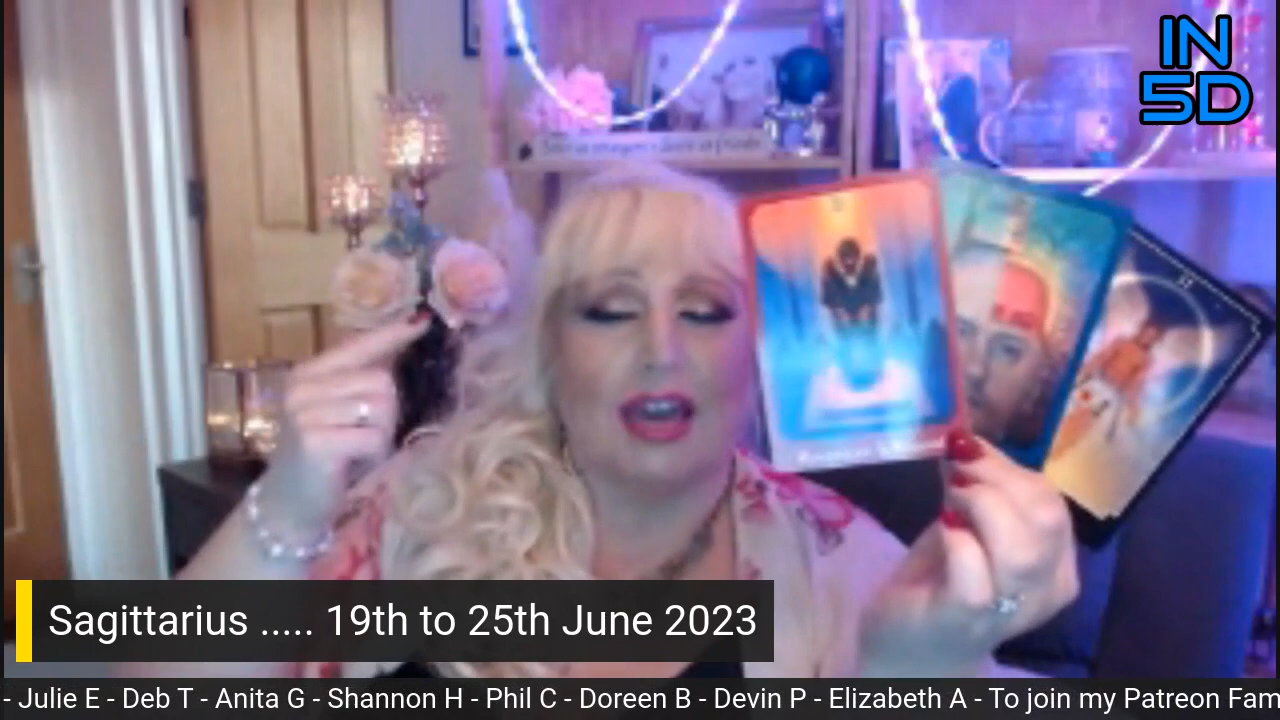 IN
5D
Sagittarius ..... 19th to 25th June 2023
- Julie E - Deb T - Anita G - Shannon H - Phil C - Doreen B - Devin P - Elizabeth A - To join my Patreon Fam